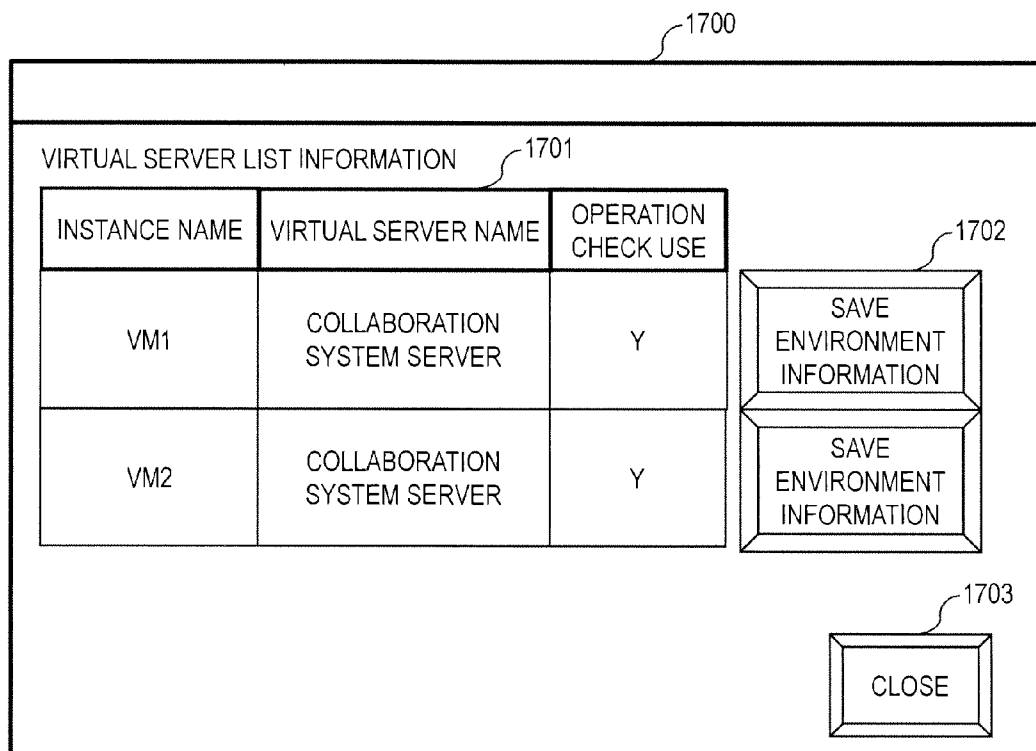 1700
VIRTUAL SERVER LIST INFORMATION
1701
INSTANCE NAME
VIRTUAL SERVER NAME
OPERATION
CHECK USE
1702
VM1
COLLABORATION
SYSTEM SERVER
Y
SAVE
ENVIRONMENT
INFORMATION
VM2
COLLABORATION
SYSTEM SERVER
Y
SAVE
ENVIRONMENT
INFORMATION
1703
CLOSE